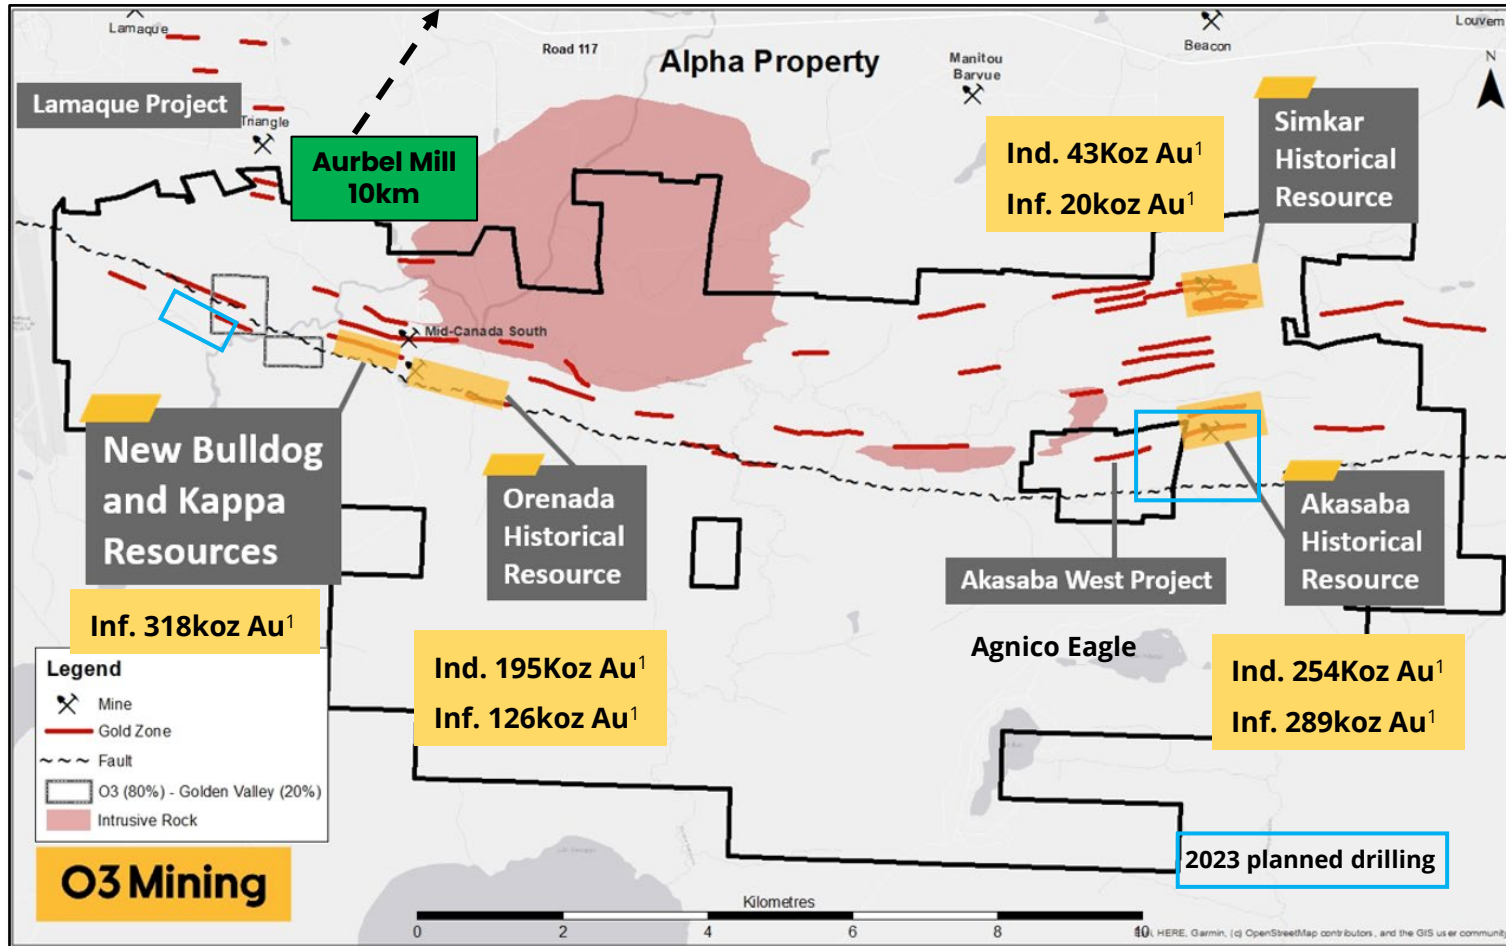 Lamaque
Road 117
Alpha Property
Manitou
Barvue
Beacon
Louvem
N
Lamaque Project
Triangle
Aurbel Mill
10km
Ind. 43Koz Au1
Inf. 20koz Au1
Simkar
Historical
Resource
Mid-Canada South
New Bulldog
and Kappa
Resources
Inf. 318koz Au1
Orenada
Historical
Resource
Ind. 195Koz Au1
Inf. 126koz Au1
Akasaba West Project
Agnico Eagle
Akasaba
Historical
Resource
Ind. 254Koz Au1
Inf. 289koz Au1
Legend
Mine
Gold Zone
Fault
O3 (80%) - Golden Valley (20%)
Intrusive Rock
O3 Mining
2023 planned drilling
Kilometres
0 2 4 6 8 10
HERE, Garmin, (c) OpenStreetMap contributors, and the GIS user community